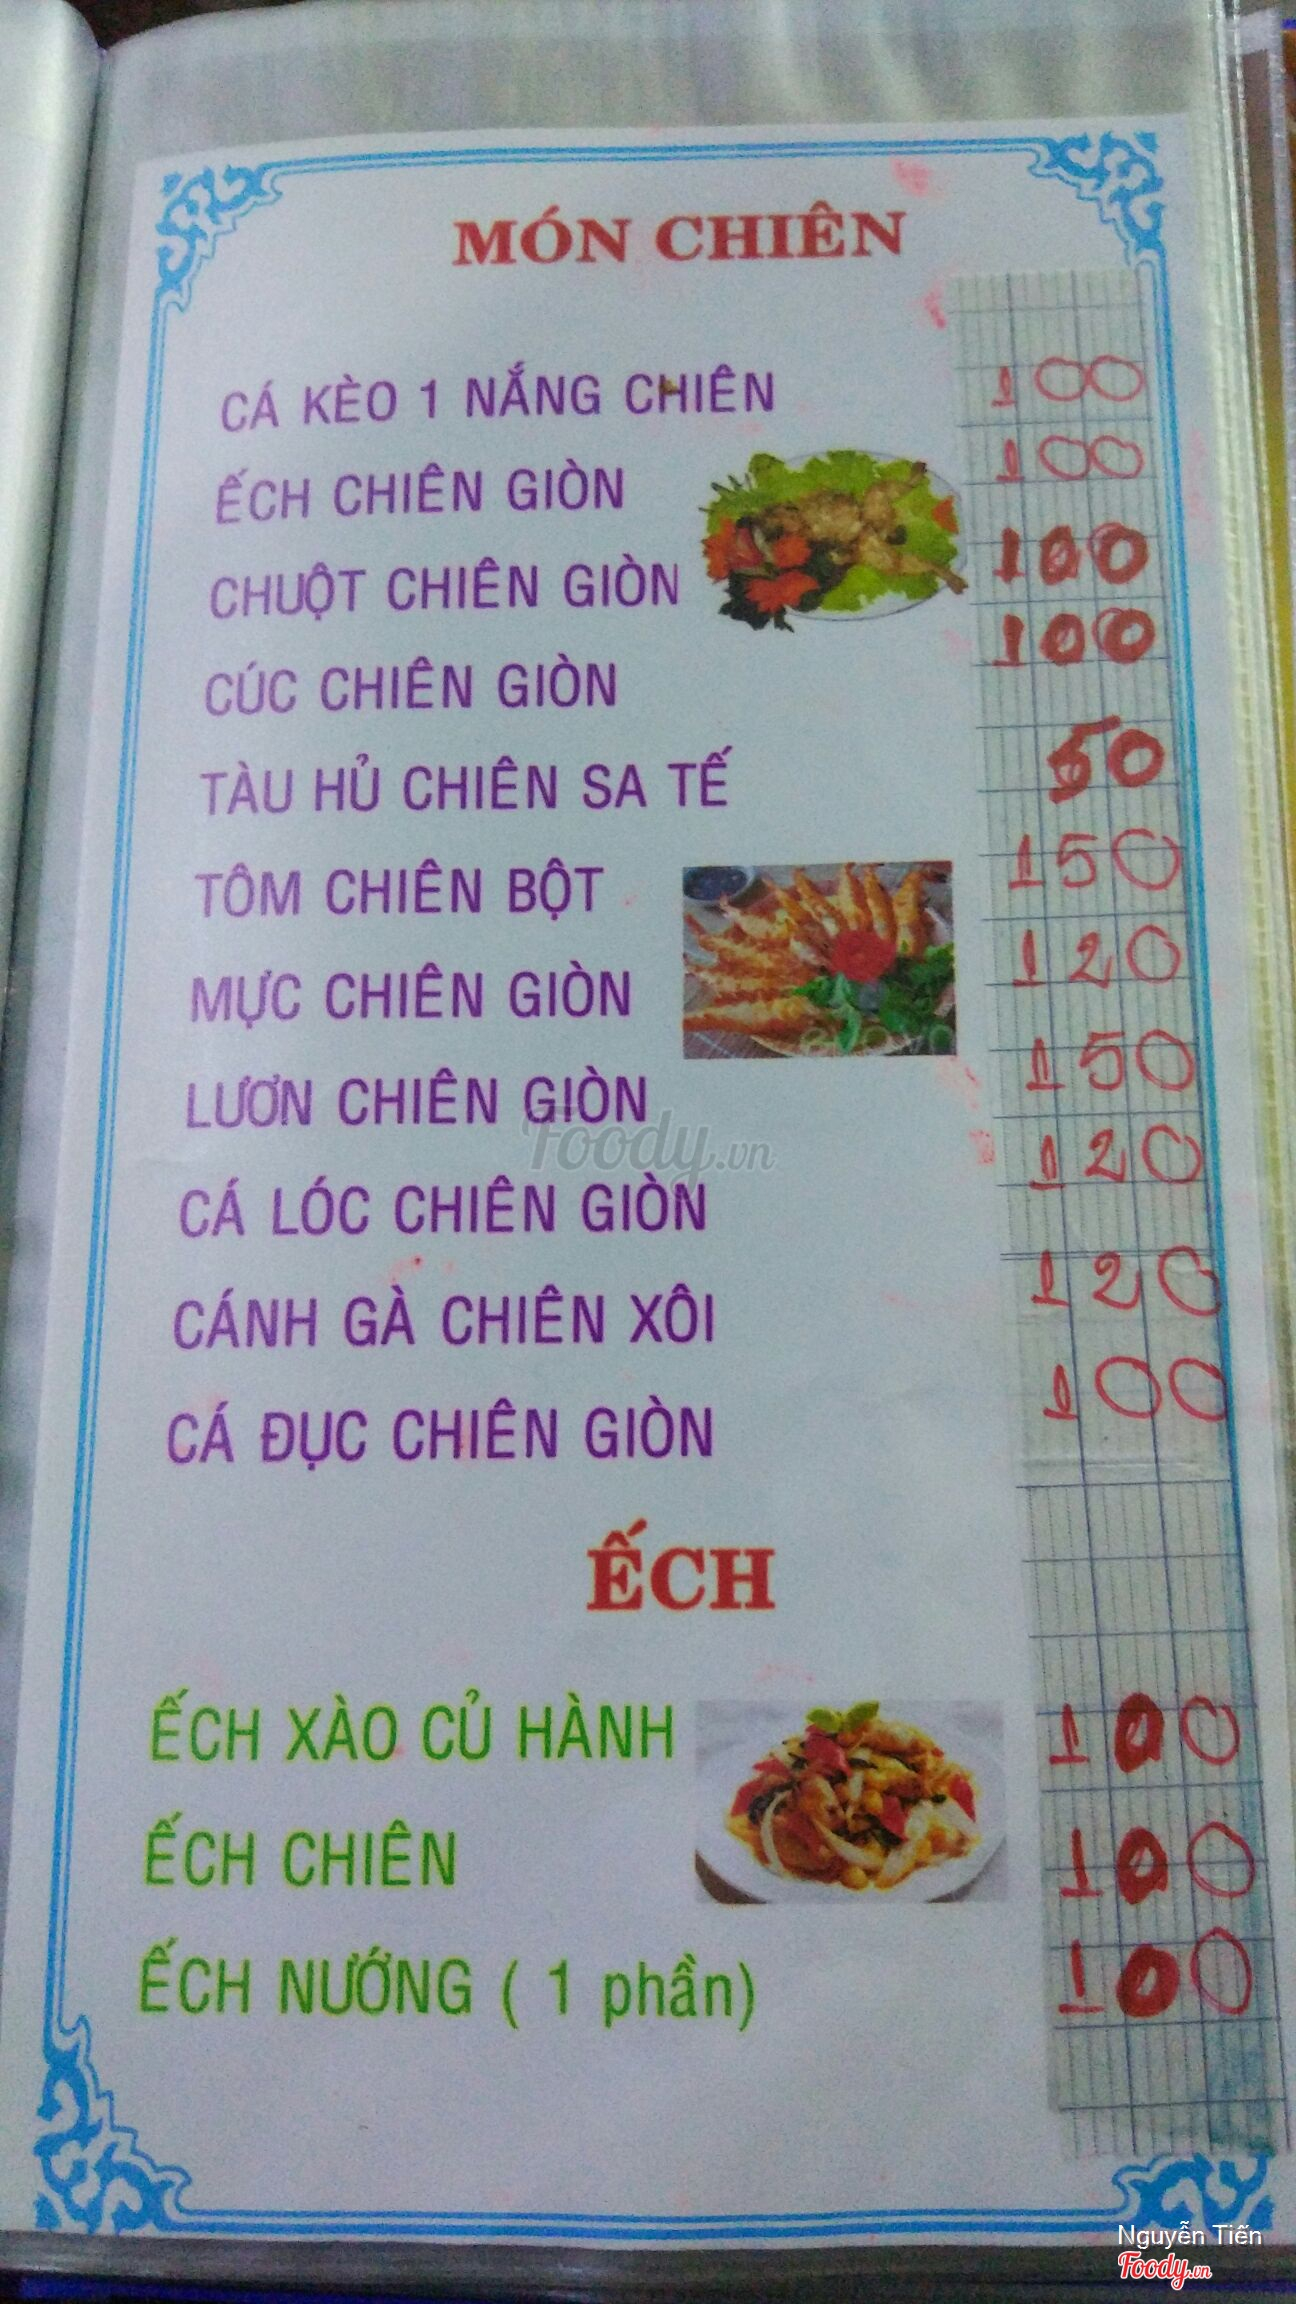 MÓN CHIÊN
CÁ KÈO 1 NẮNG CHIÊN 100
ẾCH CHIÊN GIÒN 100
CHUỘT CHIÊN GIÒN 100
CÚC CHIÊN GIÒN 100
TÀU HỦ CHIÊN SA TẾ 50
TÔM CHIÊN BỘT 150
MỰC CHIÊN GIÒN 120
LƯƠN CHIÊN GIÒN 150
Foody.vn
CÁ LÓC CHIÊN GIÒN 120
CÁNH GÀ CHIÊN XÔI 120
CÁ ĐỤC CHIÊN GIÒN 100
ẾCH
ẾCH XÀO CỦ HÀNH 100
ẾCH CHIÊN 100
ẾCH NƯỚNG ( 1 phần) 100
Nguyễn Tiến
Foody.vn